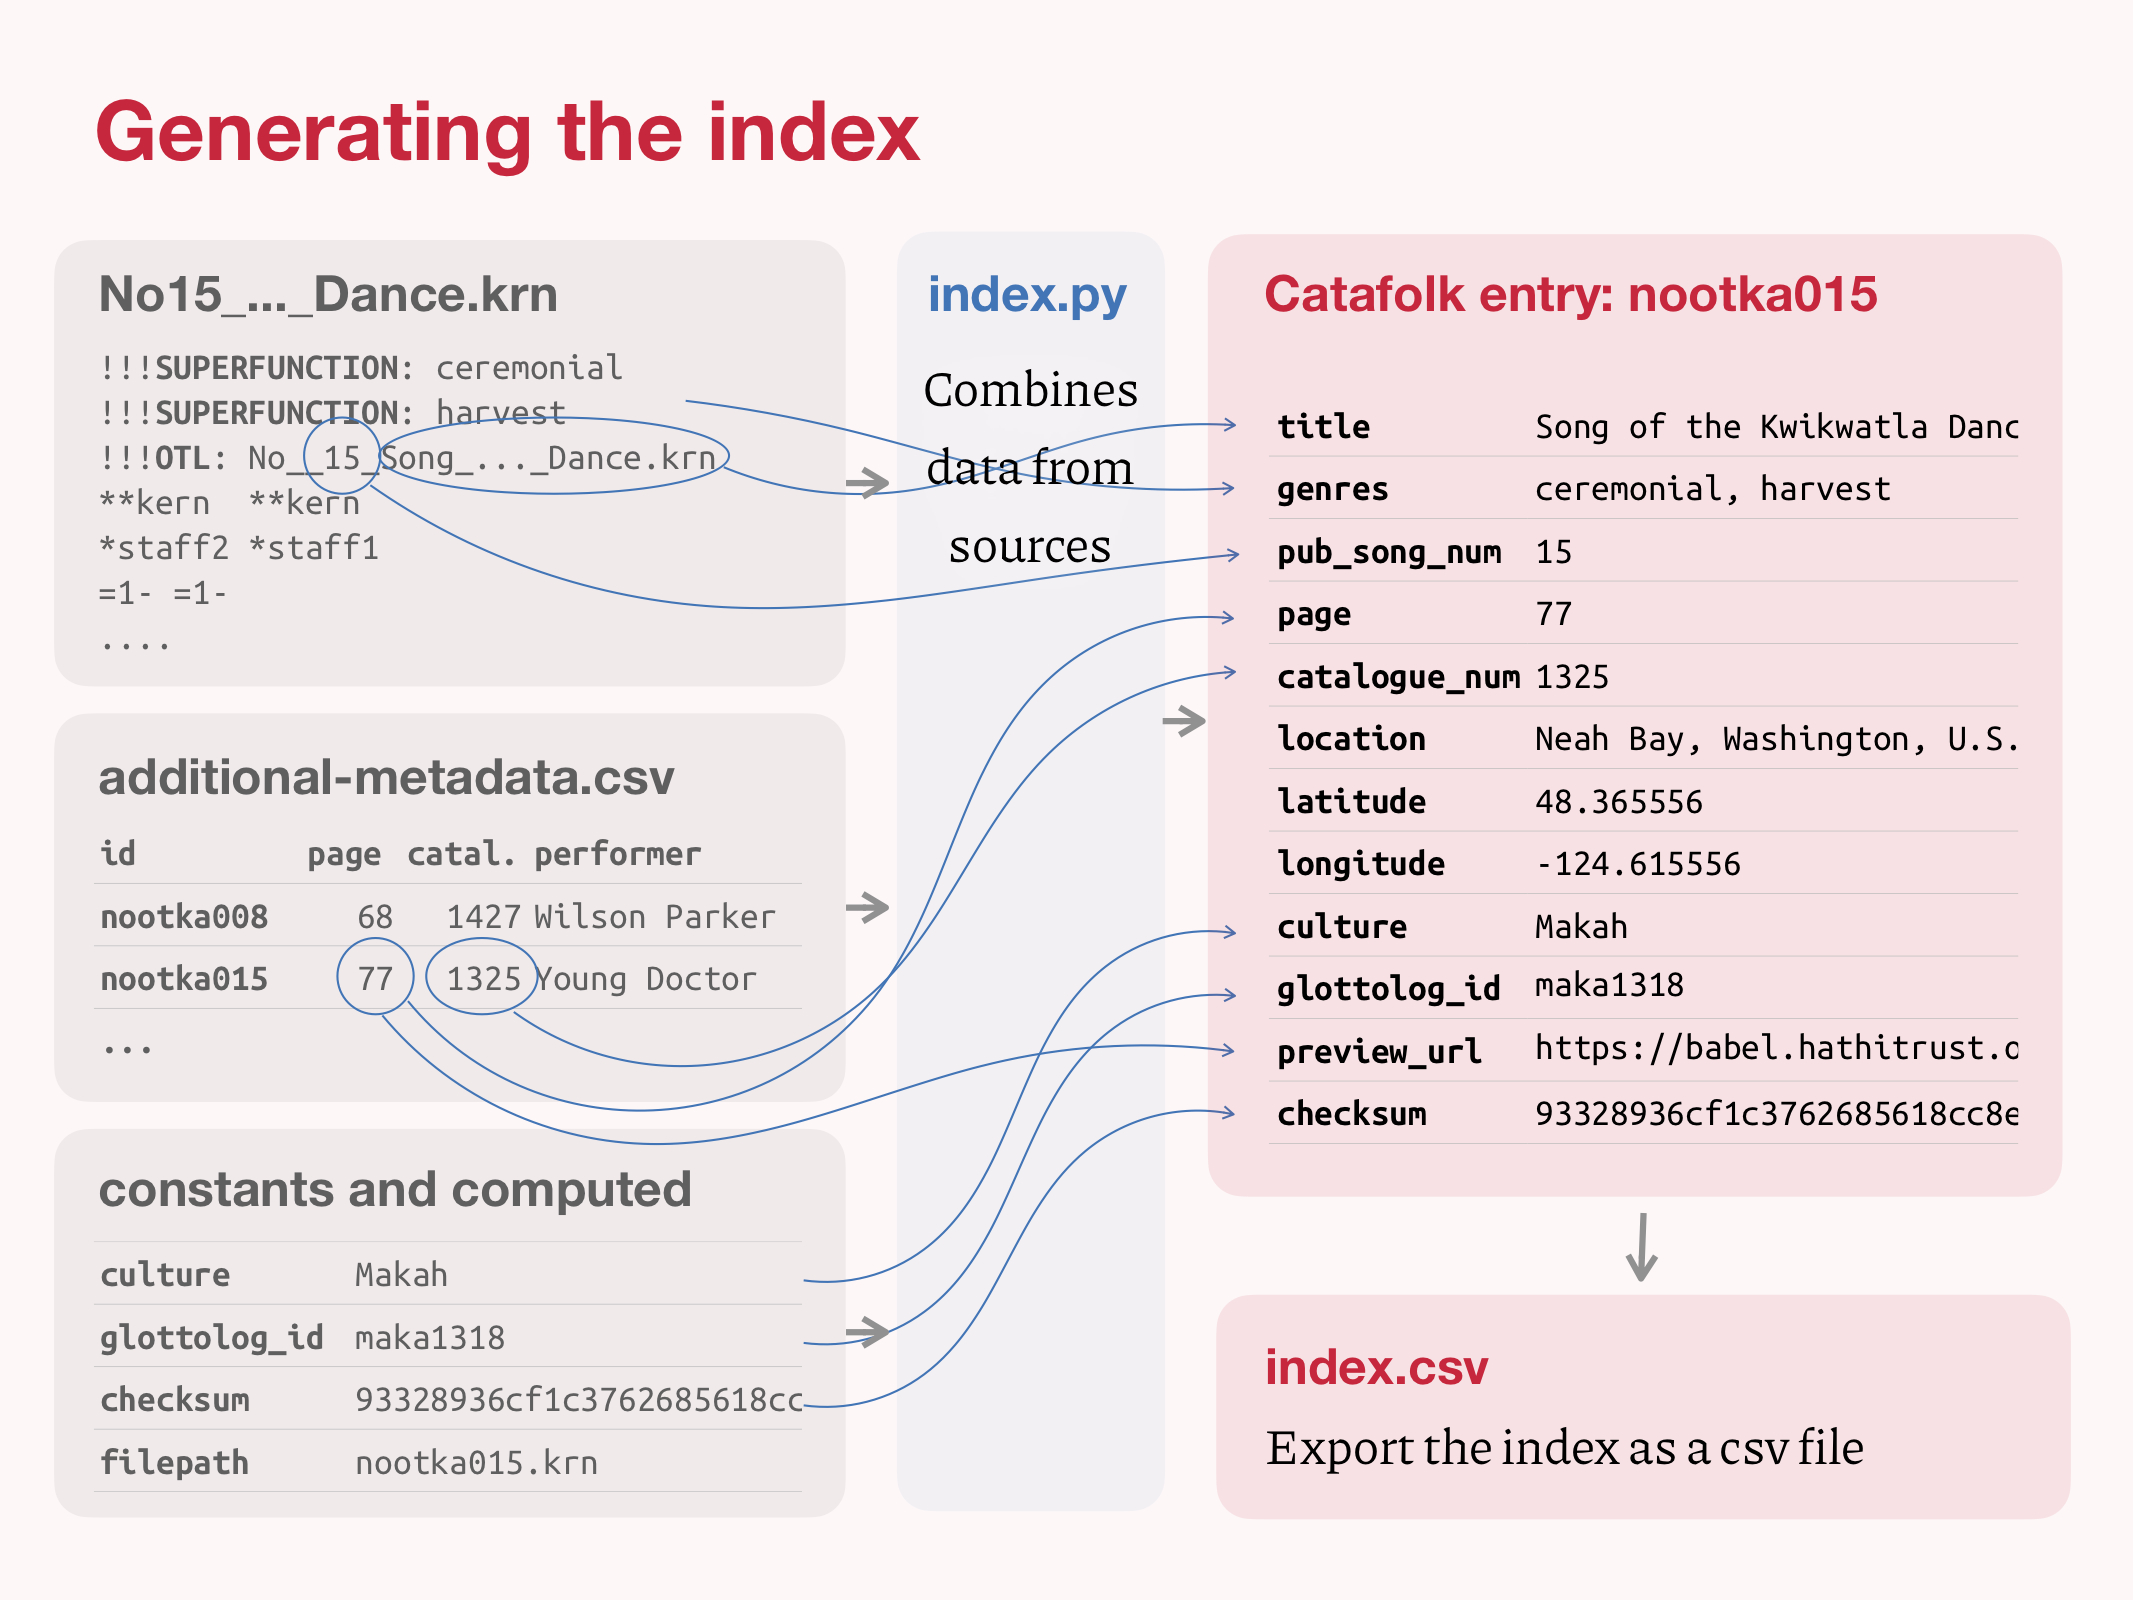 Generating the index
No15_..._Dance.krn
!!!SUPERFUNCTION: ceremonial
!!!SUPERFUNCTION: harvest
!!!OTL: No__15_Song_..._Dance.krn
**kern  **kern
*staff2 *staff1
=1- =1-
....
additional-metadata.csv
id page catal. performer
nootka008 68 1427 Wilson Parker
nootka015 77 1325 Young Doctor
...
constants and computed
culture Makah
glottolog_id maka1318
checksum 93328936cf1c3762685618cc
filepath nootka015.krn
index.py
Combines
data from
sources
Catafolk entry: nootka015
title Song of the Kwikwatla Danc
genres ceremonial, harvest
pub_song_num 15
page 77
catalogue_num 1325
location Neah Bay, Washington, U.S.
latitude 48.365556
longitude -124.615556
culture Makah
glottolog_id maka1318
preview_url https://babel.hathitrust.o
checksum 93328936cf1c3762685618cc8e
index.csv
Export the index as a csv file